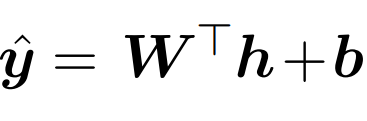 ŷ = W⊤h+b